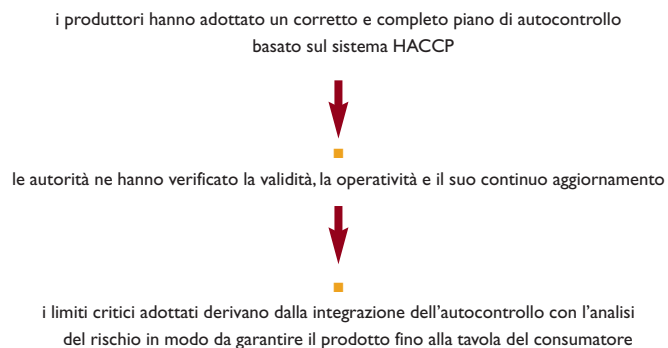 i produttori hanno adottato un corretto e completo piano di autocontrollo
basato sul sistema HACCP
le autorità ne hanno verificato la validità, la operatività e il suo continuo aggiornamento
i limiti critici adottati derivano dalla integrazione dell’autocontrollo con l’analisi
del rischio in modo da garantire il prodotto fino alla tavola del consumatore